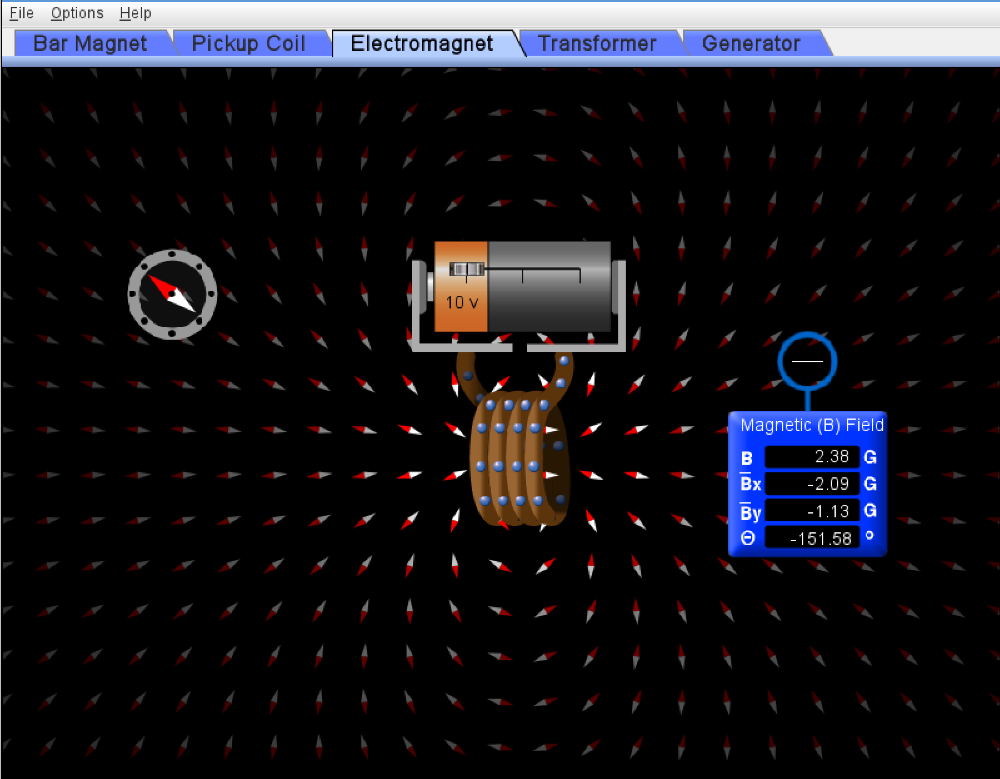 File Options Help
Bar Magnet Pickup Coil Electromagnet Transformer Generator
10 V
Magnetic (B) Field
B 2.38 G
Bx -2.09 G
By -1.13 G
Θ -151.58 °